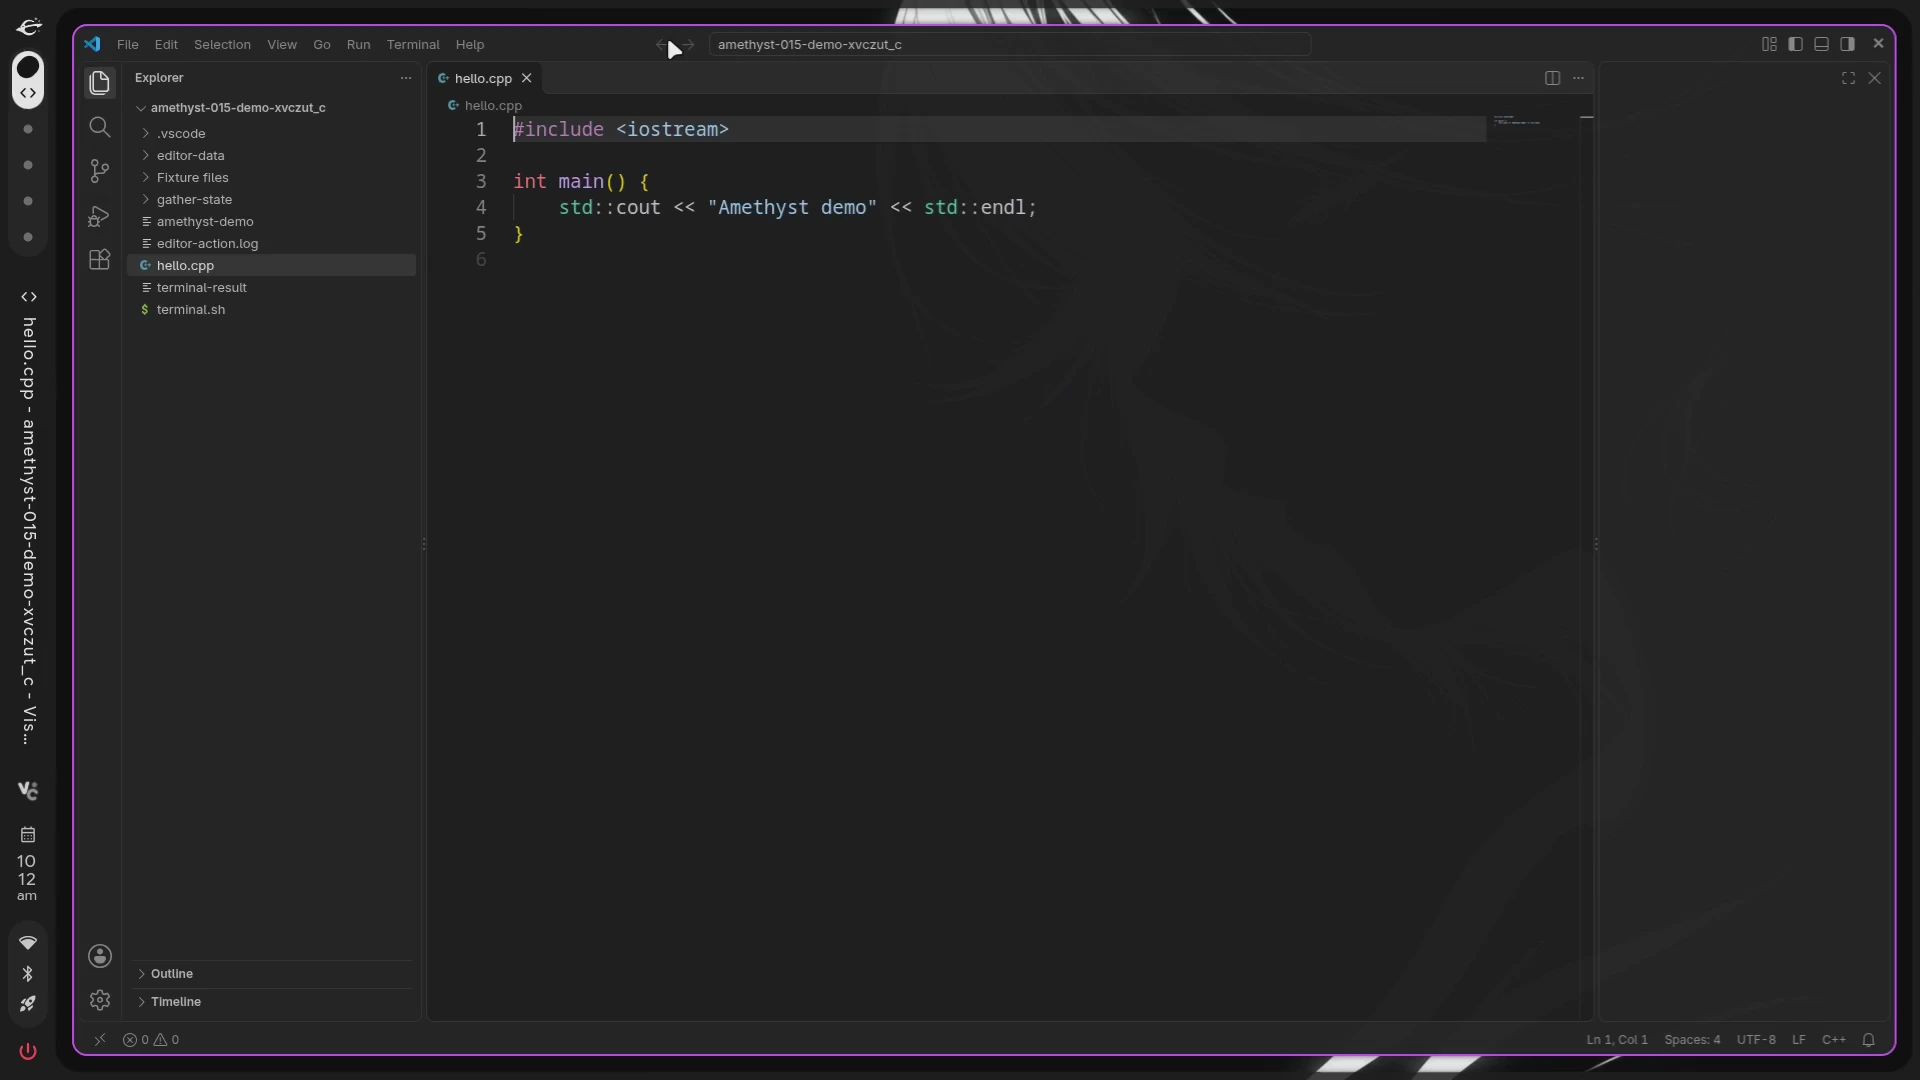 File Edit Selection View Go Run Terminal Help
amethyst-015-demo-xvczut_c
Explorer
amethyst-015-demo-xvczut_c
.vscode
editor-data
Fixture files
gather-state
amethyst-demo
editor-action.log
hello.cpp
terminal-result
terminal.sh
Outline
Timeline
hello.cpp
hello.cpp
1 #include <iostream>
2
3 int main() {
4     std::cout << "Amethyst demo" << std::endl;
5 }
6
hello.cpp - amethyst-015-demo-xvczut_c - Vis...
10
12
am
0 0
Ln 1, Col 1 Spaces: 4 UTF-8 LF C++